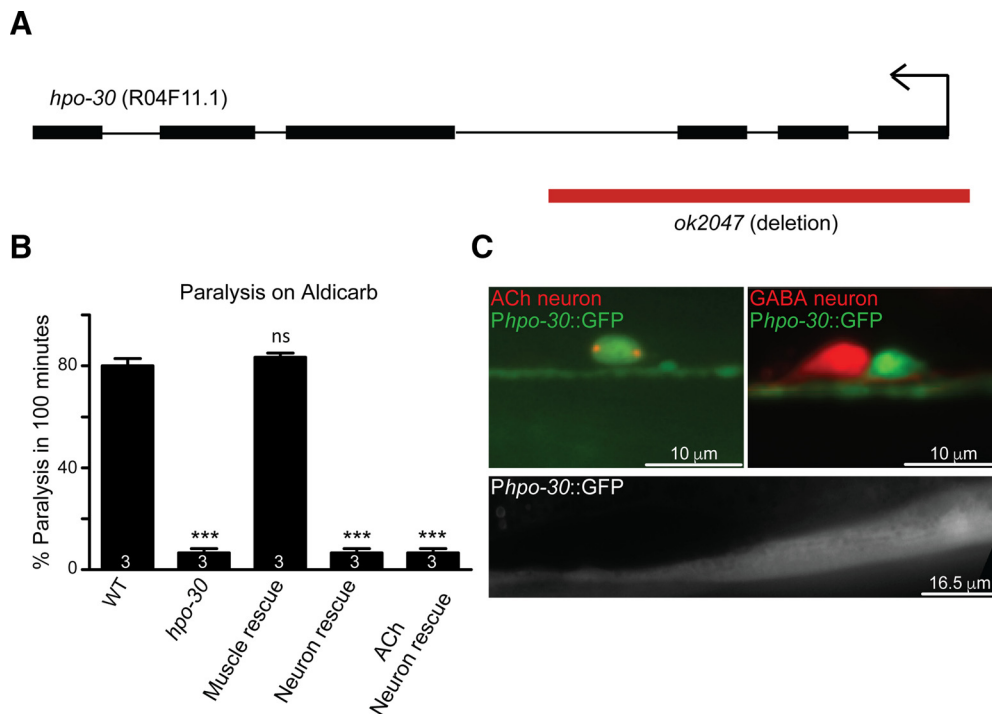 A
hpo-30 (R04F11.1)
ok2047 (deletion)
B
Paralysis on Aldicarb
% Paralysis in 100 minutes
80
40
0
ns
***
***
***
3
3
3
3
3
WT
hpo-30
Muscle rescue
Neuron rescue
ACh
Neuron rescue
C
ACh neuron
Phpo-30::GFP
10 μm
GABA neuron
Phpo-30::GFP
10 μm
Phpo-30::GFP
16.5 μm